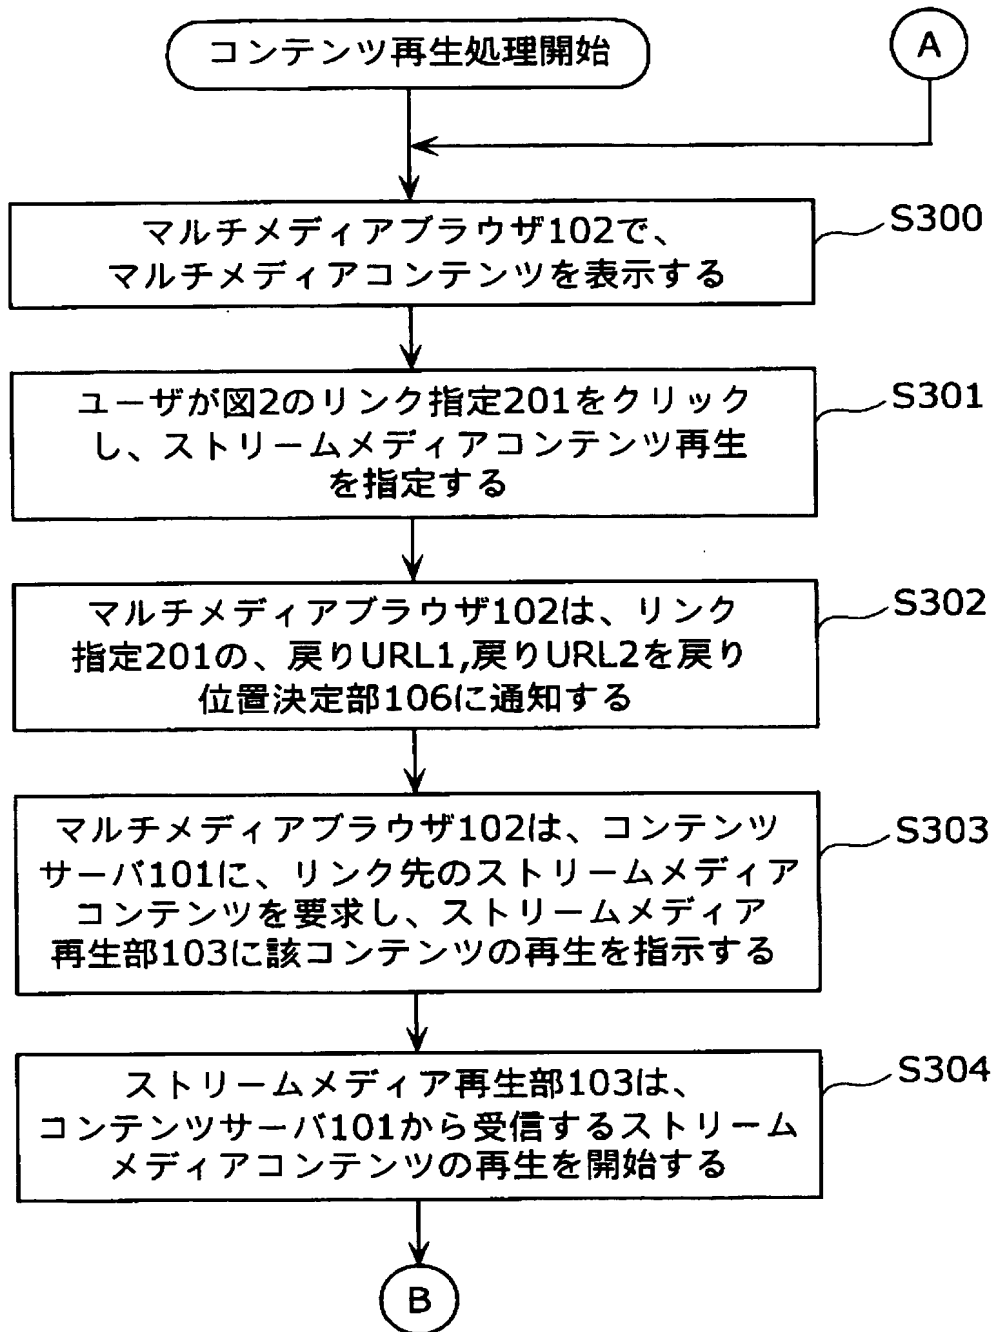 コンテンツ再生処理開始
A
マルチメディアブラウザ102で、
マルチメディアコンテンツを表示する
S300
ユーザが図2のリンク指定201をクリック
し、ストリームメディアコンテンツ再生
を指定する
S301
マルチメディアブラウザ102は、リンク
指定201の、戻りURL1,戻りURL2を戻り
位置決定部106に通知する
S302
マルチメディアブラウザ102は、コンテンツ
サーバ101に、リンク先のストリームメディア
コンテンツを要求し、ストリームメディア
再生部103に該コンテンツの再生を指示する
S303
ストリームメディア再生部103は、
コンテンツサーバ101から受信するストリーム
メディアコンテンツの再生を開始する
S304
B